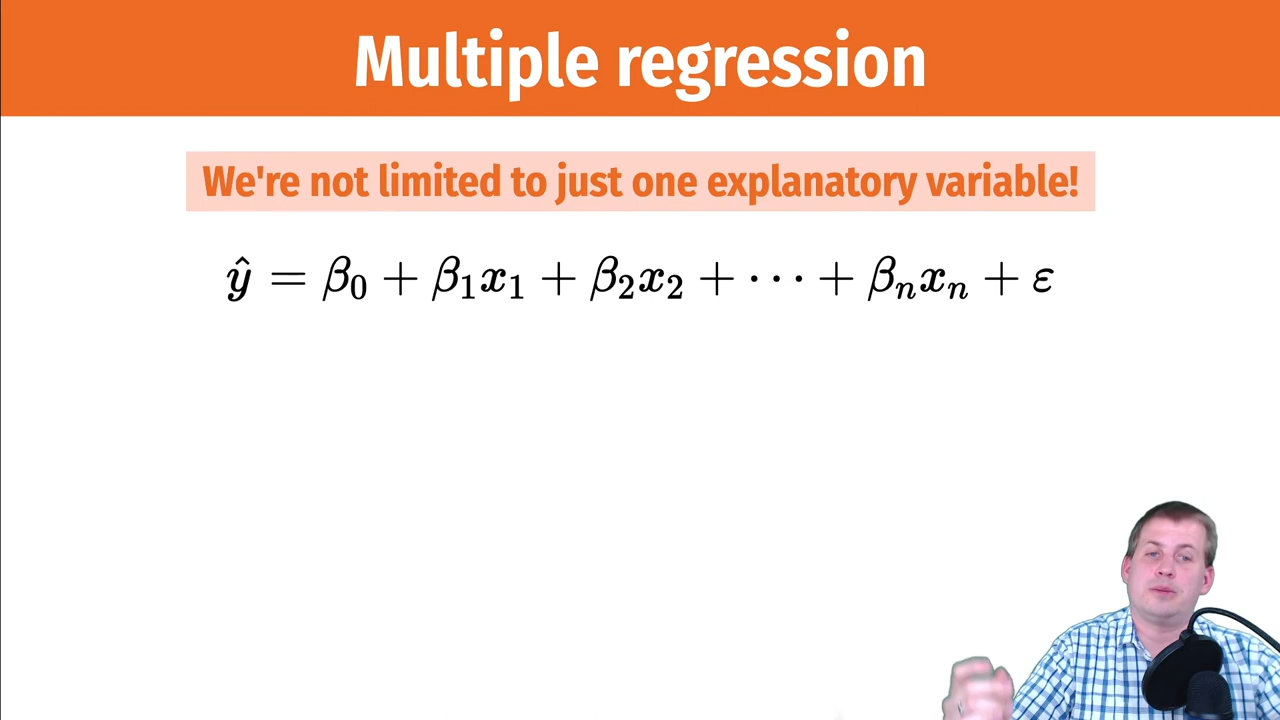 Multiple regression
We're not limited to just one explanatory variable!
ŷ = β₀ + β₁x₁ + β₂x₂ + ⋯ + βₙxₙ + ε